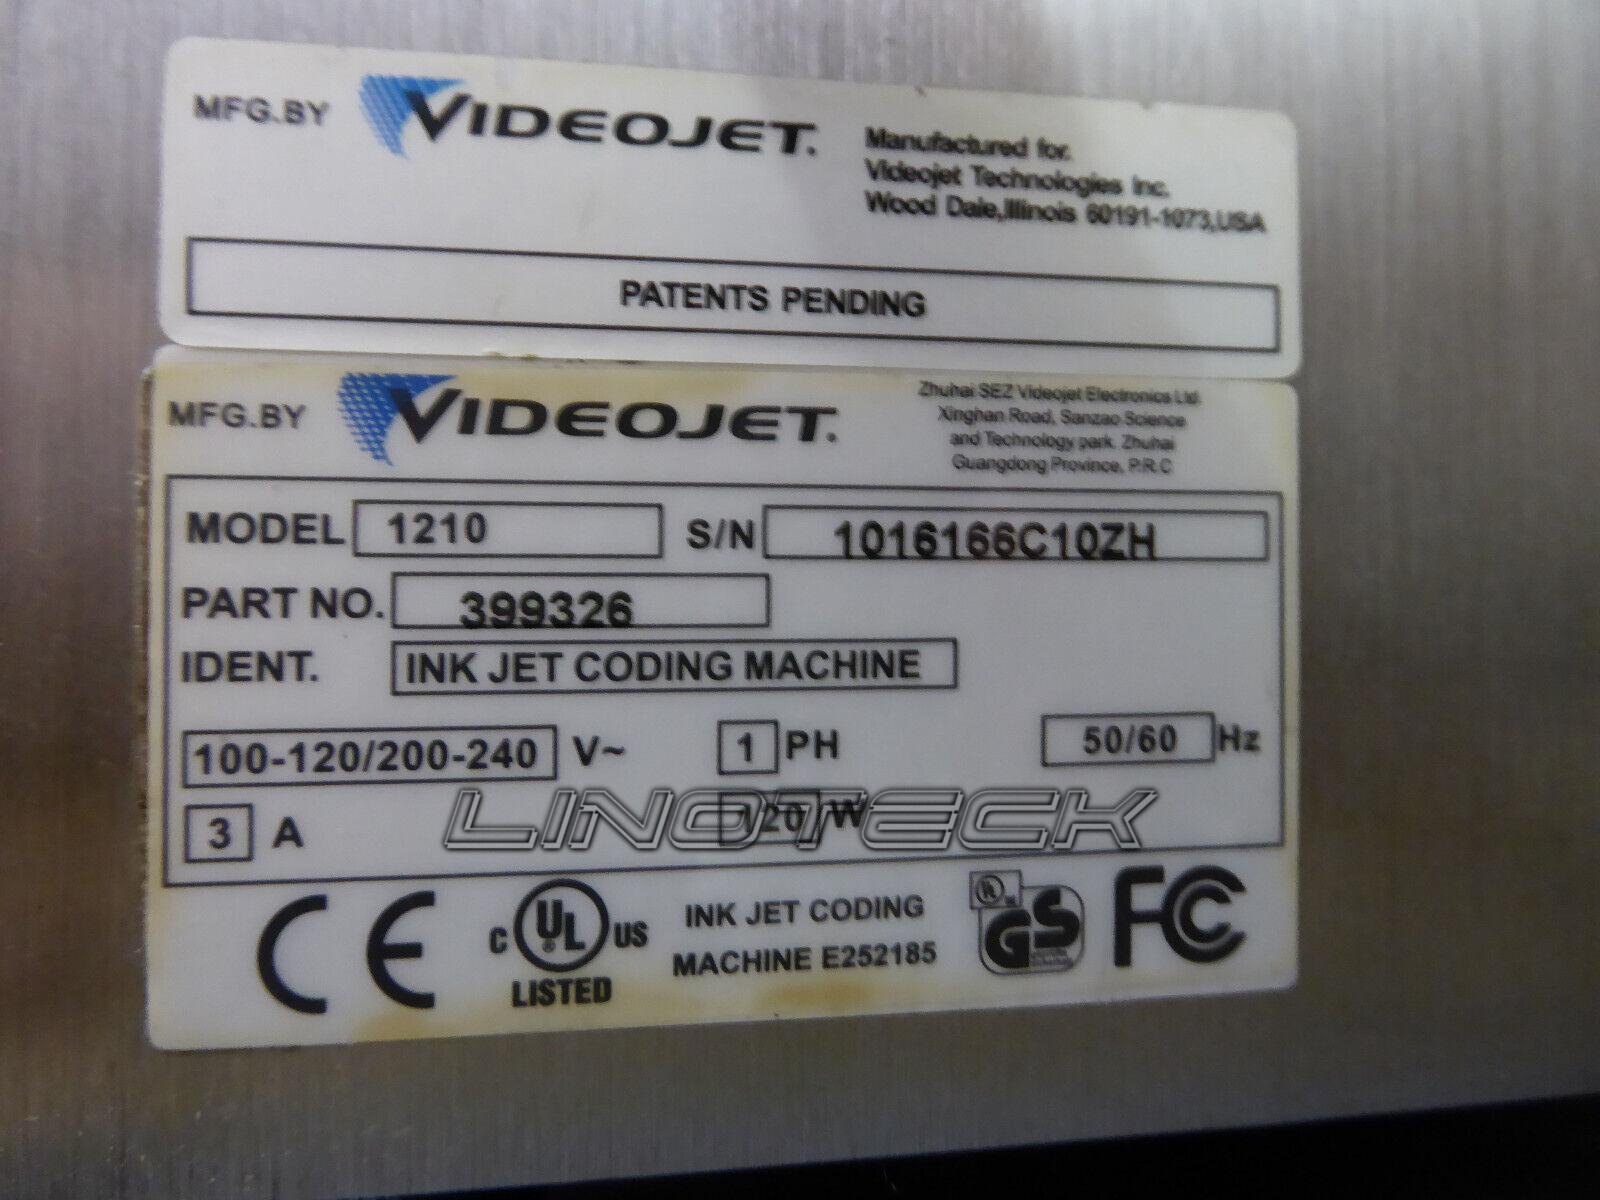 MFG.BY VIDEOJET.
Manufactured for:
Videojet Technologies Inc.
Wood Dale,Illinois 60191-1073,USA
PATENTS PENDING
MFG.BY VIDEOJET.
Zhuhai SEZ Videojet Electronics Ltd.
Xinghan Road, Sanzao Science
and Technology park. Zhuhai
Guangdong Province, P.R.C
MODEL 1210 S/N 1016166C10ZH
PART NO. 399326
IDENT. INK JET CODING MACHINE
100-120/200-240 V~ 1 PH 50/60 Hz
3 A 120 W
LINOTECK
CE
C UL ® US
LISTED
INK JET CODING
MACHINE E252185
UL
GS
FC